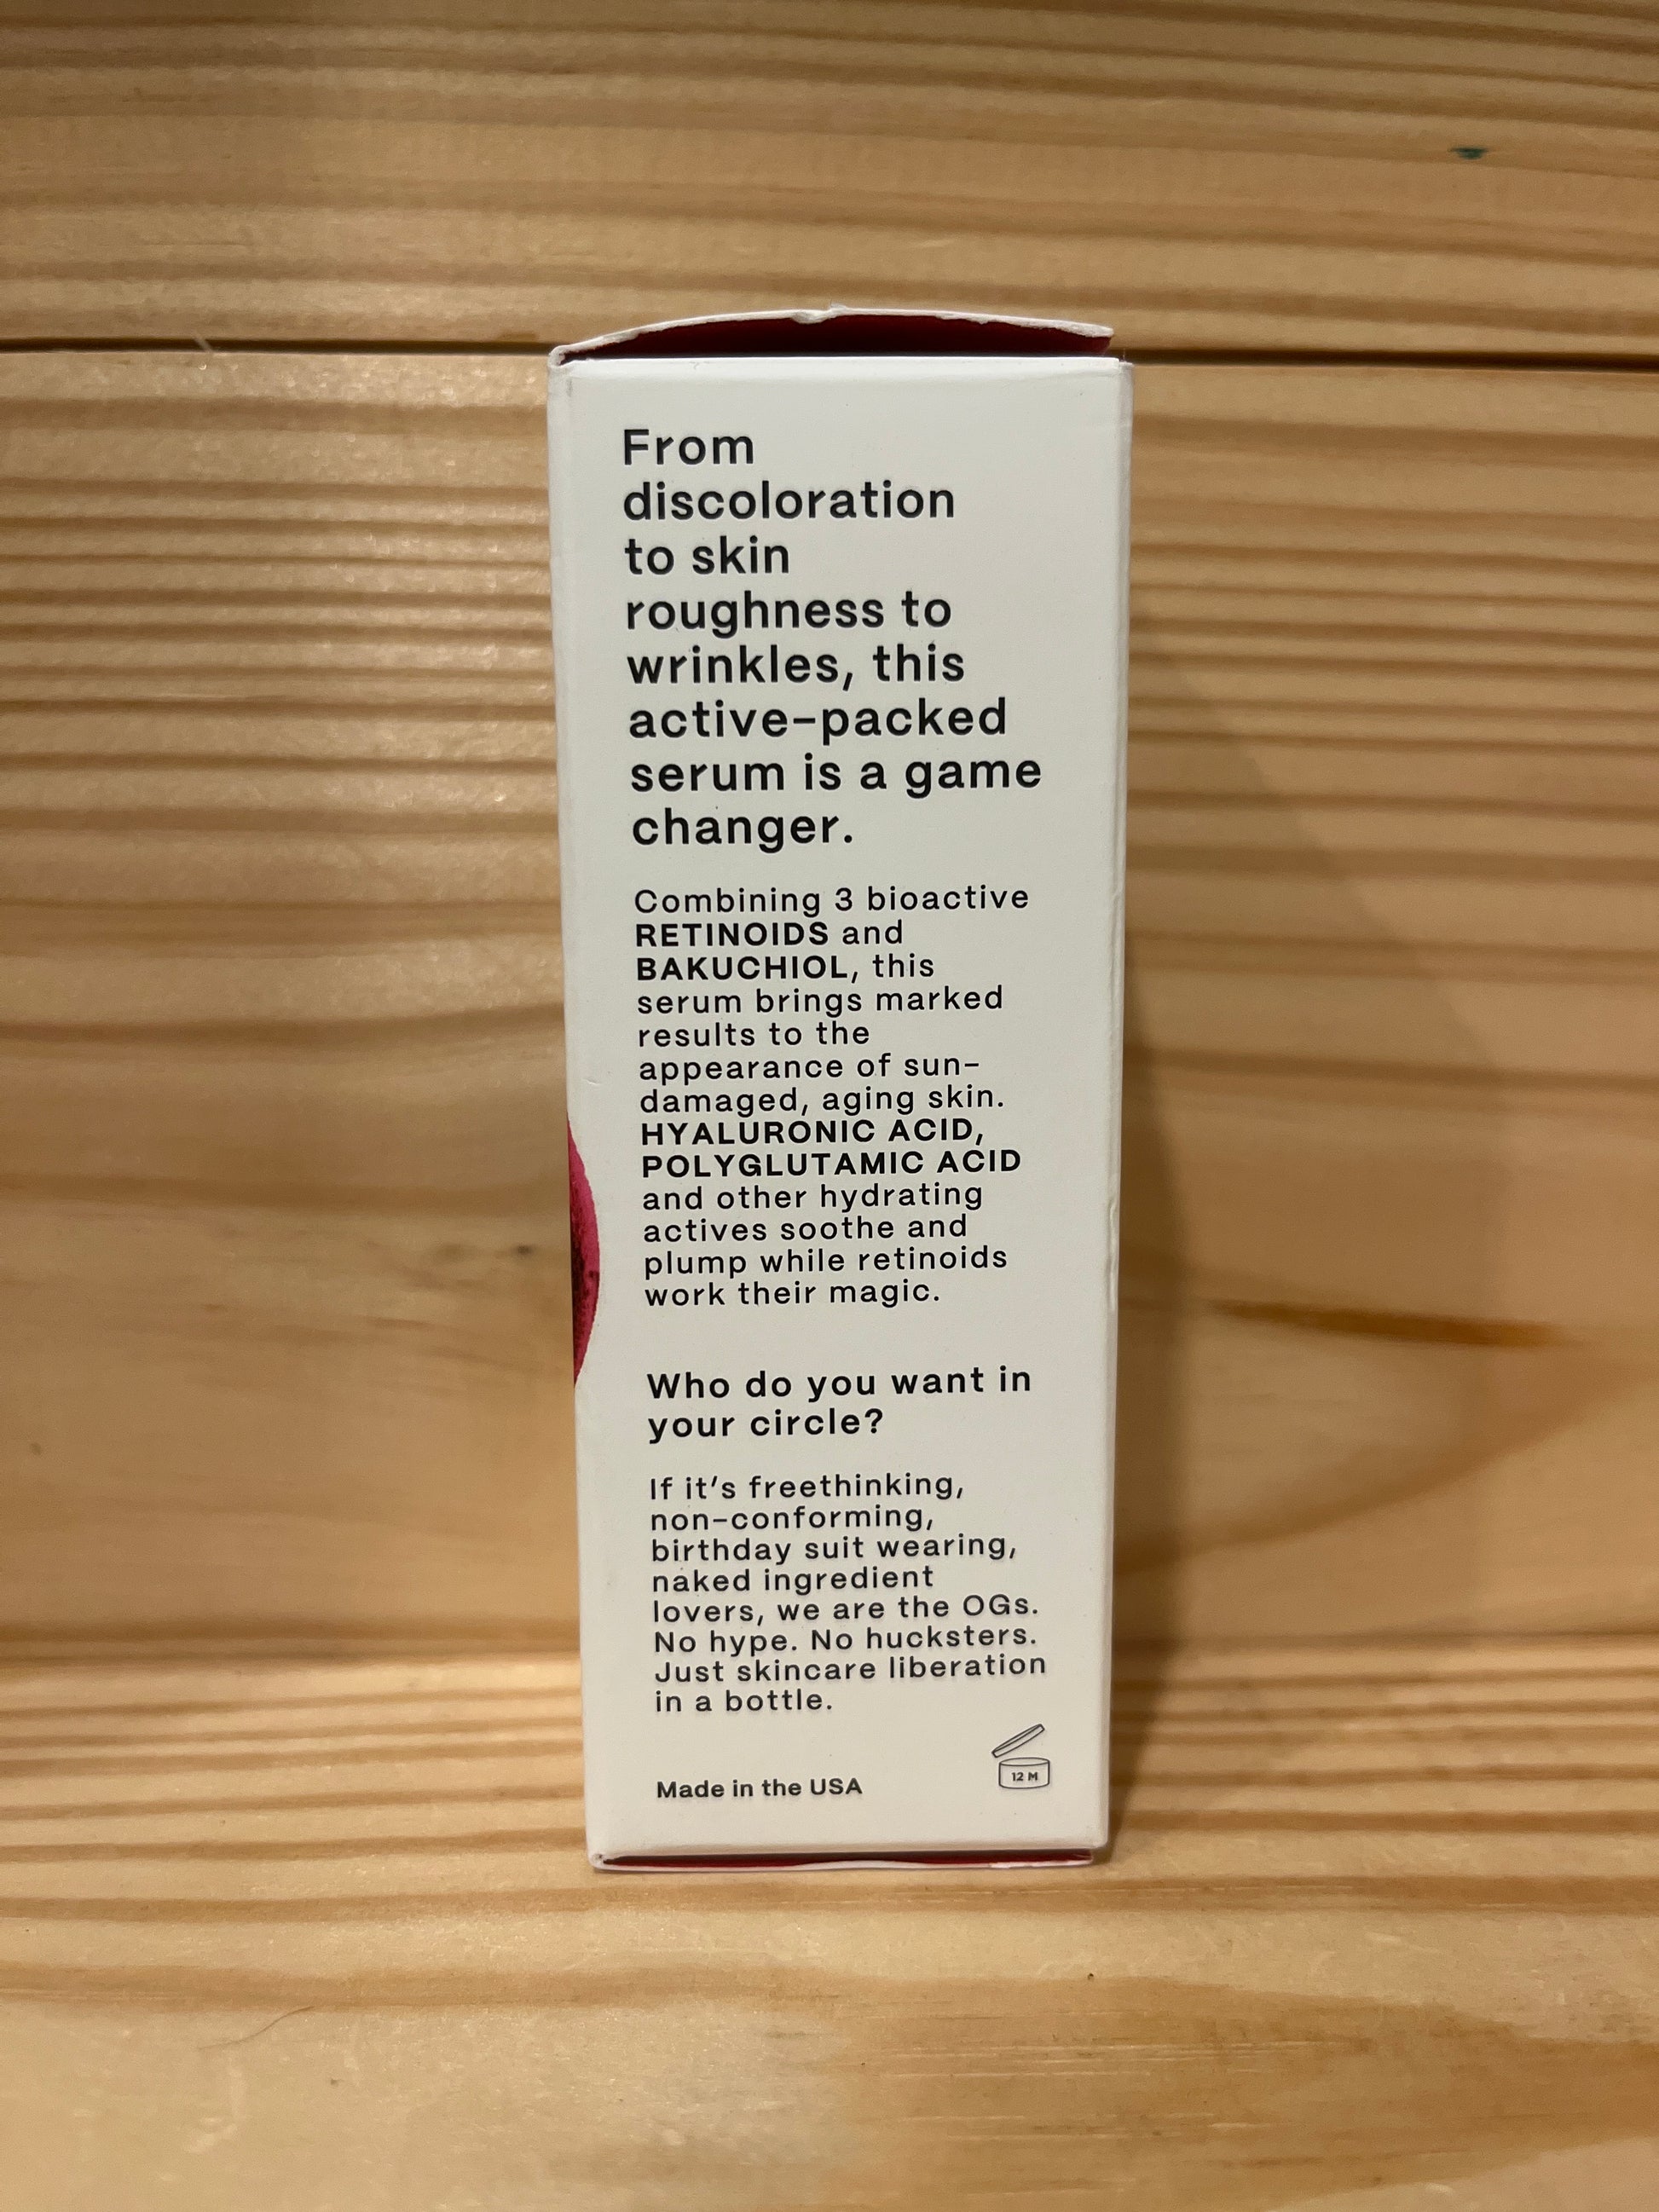 From
discoloration
to skin
roughness to
wrinkles, this
active-packed
serum is a game
changer.
Combining 3 bioactive
RETINOIDS and
BAKUCHIOL, this
serum brings marked
results to the
appearance of sun-
damaged, aging skin.
HYALURONIC ACID,
POLYGLUTAMIC ACID
and other hydrating
actives soothe and
plump while retinoids
work their magic.
Who do you want in
your circle?
If it's freethinking,
non-conforming,
birthday suit wearing,
naked ingredient
lovers, we are the OGs.
No hype. No hucksters.
Just skincare liberation
in a bottle.
12 M
Made in the USA